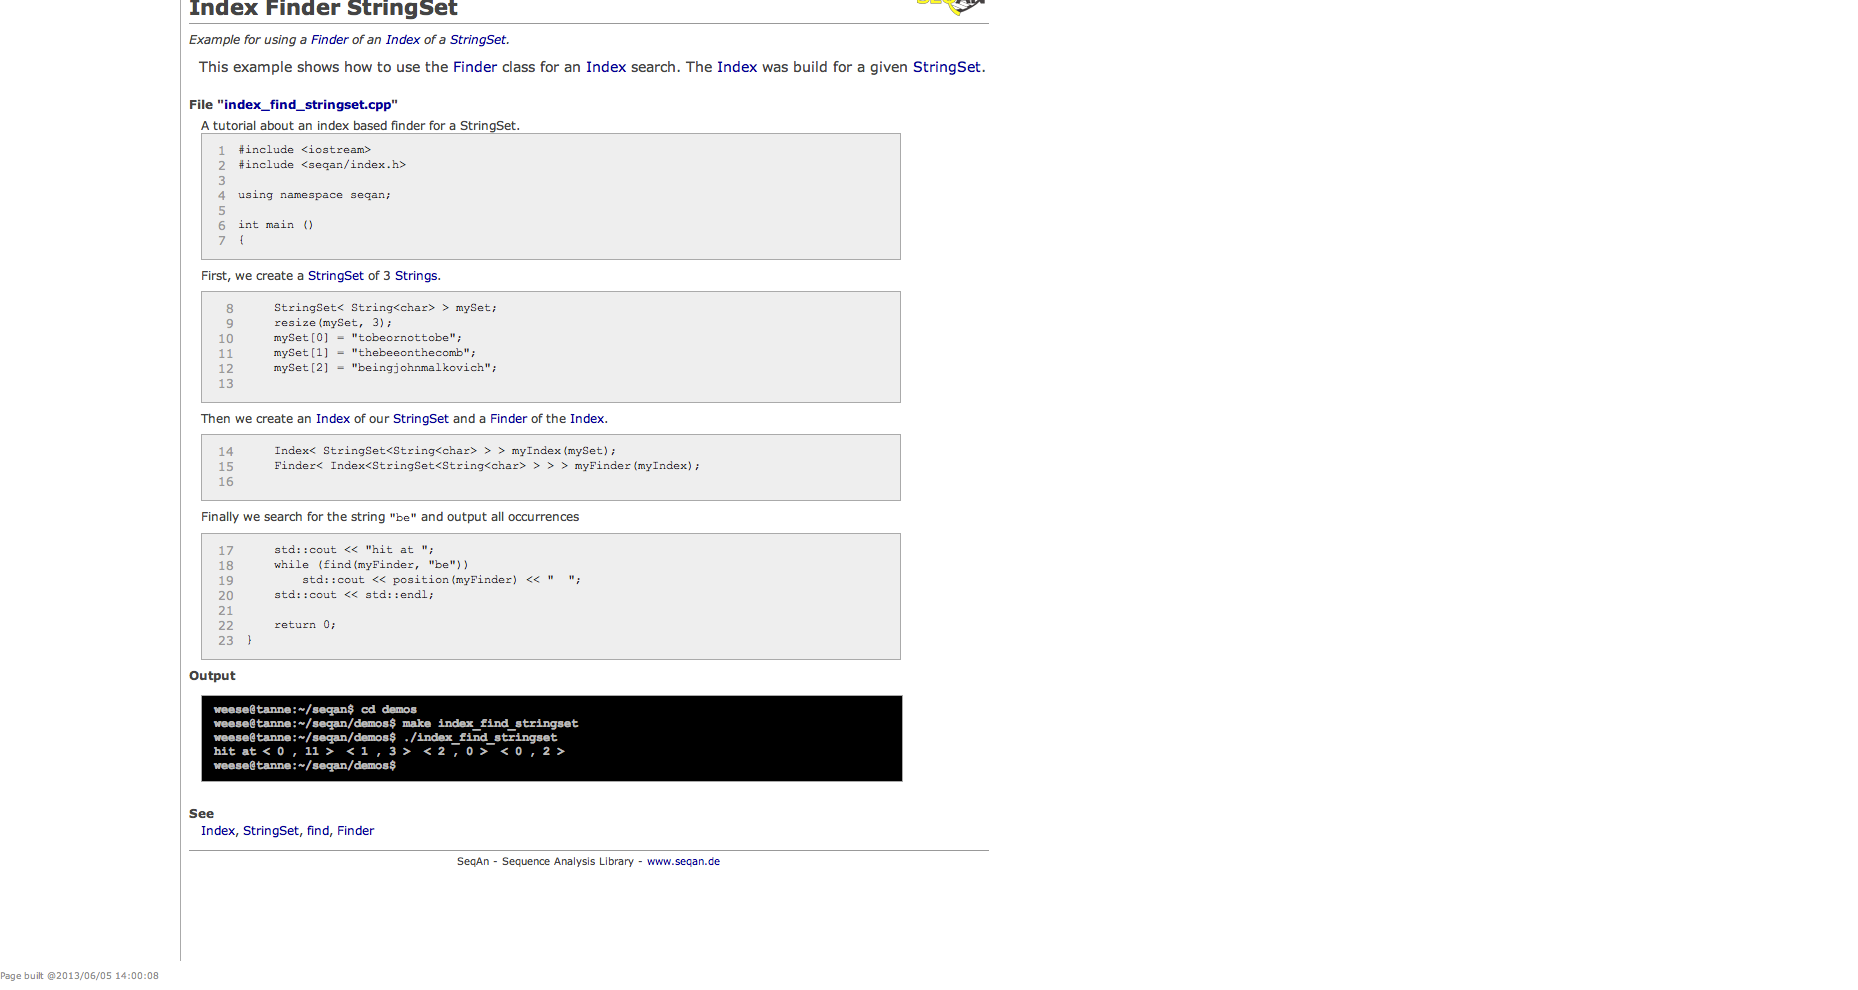 Index Finder StringSet
Example for using a Finder of an Index of a StringSet.
This example shows how to use the Finder class for an Index search. The Index was build for a given StringSet.
File "index_find_stringset.cpp"
A tutorial about an index based finder for a StringSet.
1 #include <iostream>
2 #include <seqan/index.h>
3
4 using namespace seqan;
5
6 int main ()
7 {
First, we create a StringSet of 3 Strings.
8 StringSet< String<char> > mySet;
9 resize(mySet, 3);
10 mySet[0] = "tobeornottobe";
11 mySet[1] = "thebeeonthecomb";
12 mySet[2] = "beingjohnmalkovich";
13
Then we create an Index of our StringSet and a Finder of the Index.
14 Index< StringSet<String<char> > > myIndex(mySet);
15 Finder< Index<StringSet<String<char> > > > myFinder(myIndex);
16
Finally we search for the string "be" and output all occurrences
17 std::cout << "hit at ";
18 while (find(myFinder, "be"))
19 std::cout << position(myFinder) << "  ";
20 std::cout << std::endl;
21
22 return 0;
23 }
Output
weese@tanne:~/seqan$ cd demos
weese@tanne:~/seqan/demos$ make index_find_stringset
weese@tanne:~/seqan/demos$ ./index_find_stringset
hit at < 0 , 11 >  < 1 , 3 >  < 2 , 0 >  < 0 , 2 >
weese@tanne:~/seqan/demos$
See
Index, StringSet, find, Finder
SeqAn - Sequence Analysis Library - www.seqan.de
Page built @2013/06/05 14:00:08